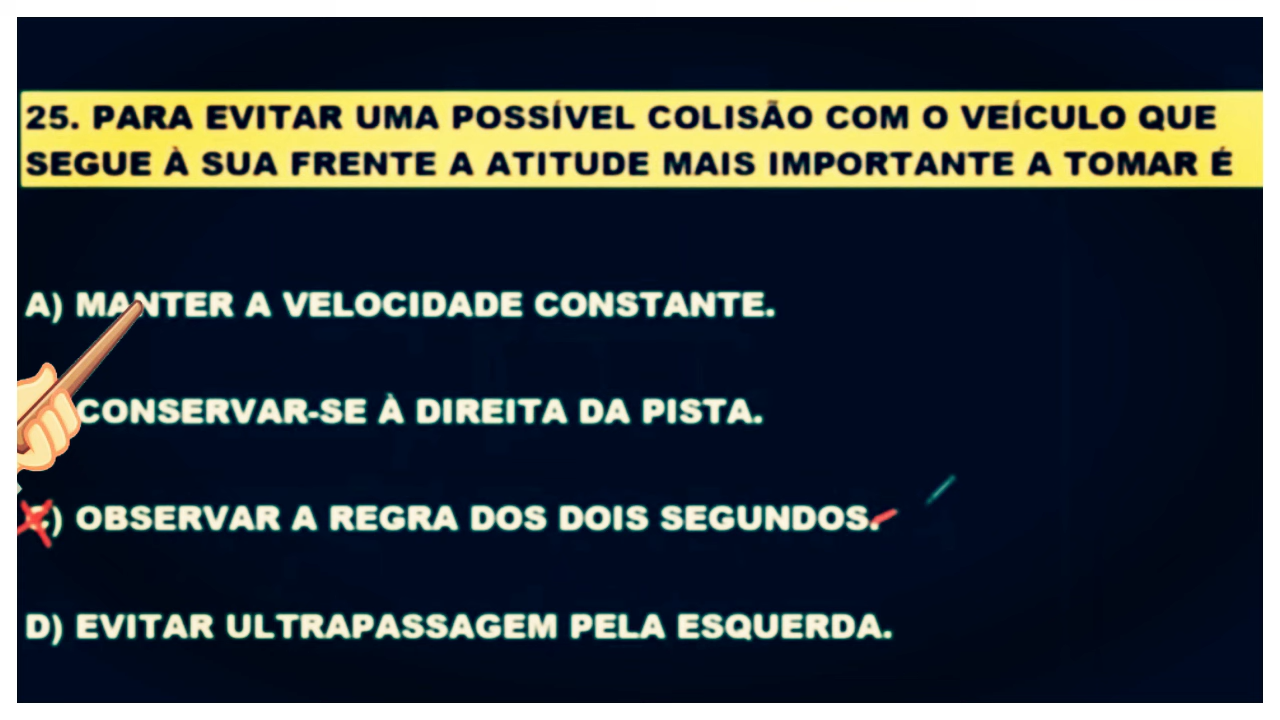 25. PARA EVITAR UMA POSSÍVEL COLISÃO COM O VEÍCULO QUE
SEGUE À SUA FRENTE A ATITUDE MAIS IMPORTANTE A TOMAR É
A) MANTER A VELOCIDADE CONSTANTE.
CONSERVAR-SE À DIREITA DA PISTA.
C) OBSERVAR A REGRA DOS DOIS SEGUNDOS.
D) EVITAR ULTRAPASSAGEM PELA ESQUERDA.